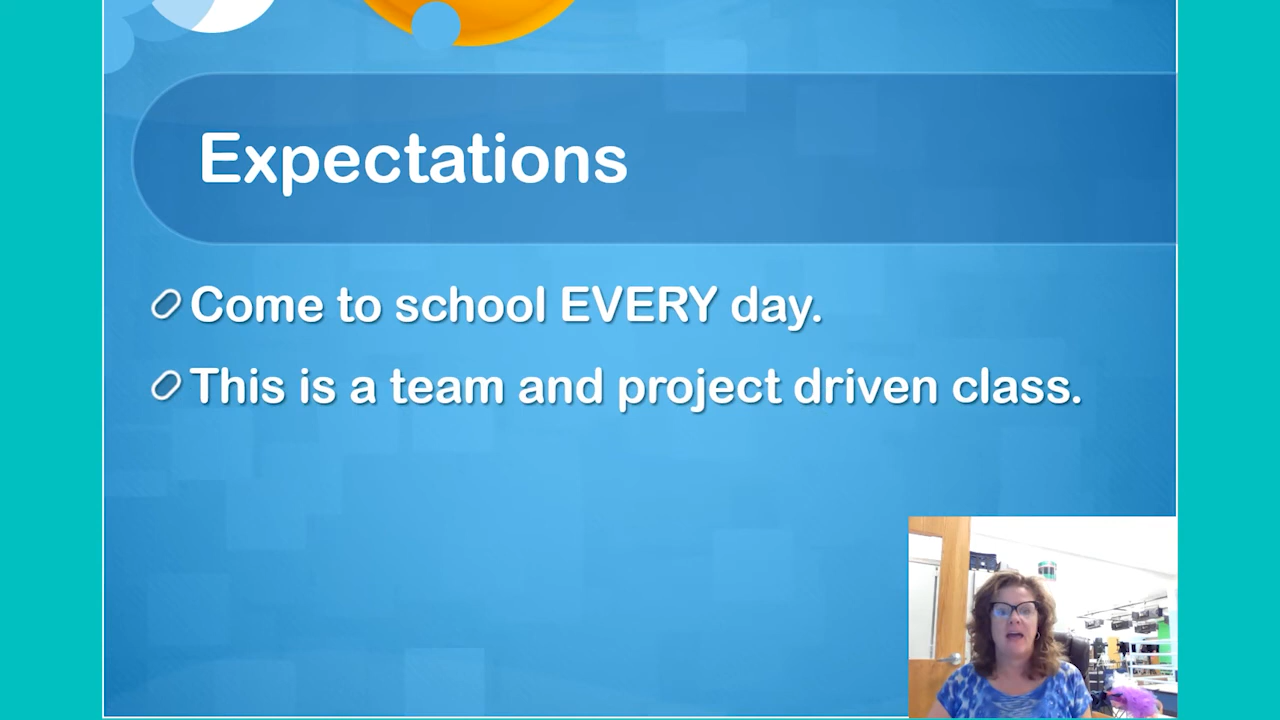 Expectations
Come to school EVERY day.
This is a team and project driven class.